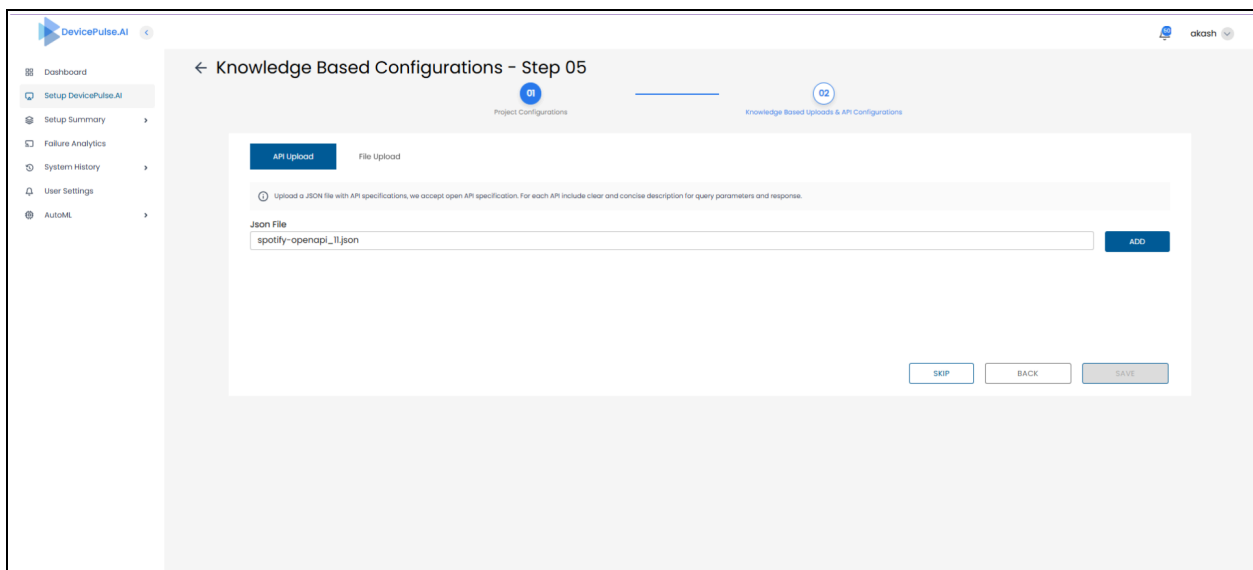 DevicePulse.AI
50
akash
Dashboard
Setup DevicePulse.AI
Setup Summary
Failure Analytics
System History
User Settings
AutoML
Knowledge Based Configurations - Step 05
01
02
Project Configurations
Knowledge Based Uploads & API Configurations
API Upload
File Upload
Upload a JSON file with API specifications, we accept open API specification. For each API include clear and concise description for query parameters and response.
Json File
spotify-openapi_11.json
ADD
SKIP
BACK
SAVE